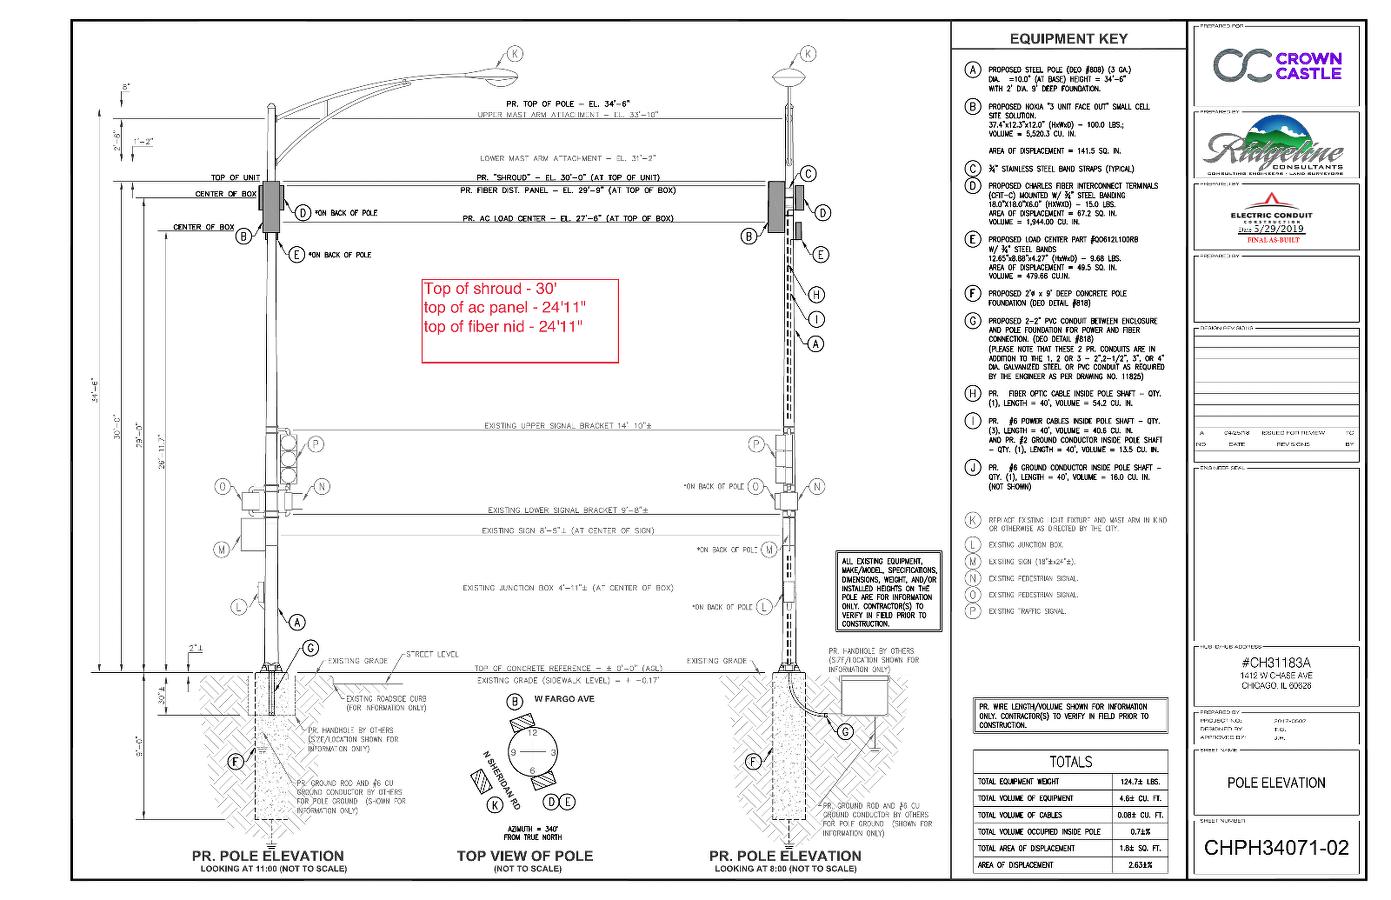 K
K
6"
PR. TOP OF POLE – EL. 34'–6"
UPPER MAST ARM ATTACHMENT – EL. 33'–10"
2'–6"
1'–2"
LOWER MAST ARM ATTACHMENT – EL. 31'–2"
TOP OF UNIT
PR. "SHROUD" – EL. 30'–0" (AT TOP OF UNIT)
C
CENTER OF BOX
PR. FIBER DIST. PANEL – EL. 29'–9" (AT TOP OF BOX)
D *ON BACK OF POLE
D
PR. AC LOAD CENTER – EL. 27'–6" (AT TOP OF BOX)
CENTER OF BOX
B
B
E *ON BACK OF POLE
E
Top of shroud - 30'
top of ac panel - 24'11"
top of fiber nid - 24'11"
H
I
A
34'–6"
30'–0"
29'–0"
26'–11.7"
EXISTING UPPER SIGNAL BRACKET 14'–10"±
P
P
O
N
*ON BACK OF POLE O
N
EXISTING LOWER SIGNAL BRACKET 9'–8"±
EXISTING SIGN 8'–5"± (AT CENTER OF SIGN)
M
*ON BACK OF POLE M
EXISTING JUNCTION BOX 4'–11"± (AT CENTER OF BOX)
L
*ON BACK OF POLE L
A
ALL EXISTING EQUIPMENT,
MAKE/MODEL, SPECIFICATIONS,
DIMENSIONS, WEIGHT, AND/OR
INSTALLED HEIGHTS ON THE
POLE ARE FOR INFORMATION
ONLY. CONTRACTOR(S) TO
VERIFY IN FIELD PRIOR TO
CONSTRUCTION.
G
2"±
STREET LEVEL
EXISTING GRADE
TOP OF CONCRETE REFERENCE – ± 0'–0" (AGL)
EXISTING GRADE
PR. HANDHOLE BY OTHERS
(SIZE/LOCATION SHOWN FOR
INFORMATION ONLY)
EXISTING GRADE (SIDEWALK LEVEL) = ± –0.17'
30"±
EXISTING ROADSIDE CURB
(FOR INFORMATION ONLY)
B
W FARGO AVE
PR. HANDHOLE BY OTHERS
(SIZE/LOCATION SHOWN FOR
INFORMATION ONLY)
G
12
9
3
6
9'–0"
F
F
N SHERIDAN RD
PR. GROUND ROD AND #6 CU
GROUND CONDUCTOR BY OTHERS
FOR POLE GROUND (SHOWN FOR
INFORMATION ONLY)
K
D E
PR. GROUND ROD AND #6 CU
GROUND CONDUCTOR BY OTHERS
FOR POLE GROUND (SHOWN FOR
INFORMATION ONLY)
AZIMUTH = 340°
FROM TRUE NORTH
PR. POLE ELEVATION
LOOKING AT 11:00 (NOT TO SCALE)
TOP VIEW OF POLE
(NOT TO SCALE)
PR. POLE ELEVATION
LOOKING AT 8:00 (NOT TO SCALE)
EQUIPMENT KEY
A PROPOSED STEEL POLE (DEO #808) (3 GA.)
DIA. =10.0" (AT BASE) HEIGHT = 34'–6"
WITH 2' DIA. 9' DEEP FOUNDATION.
B PROPOSED NOKIA "3 UNIT FACE OUT" SMALL CELL
SITE SOLUTION.
37.4"x12.3"x12.0" (HxWxD) – 100.0 LBS.;
VOLUME = 5,520.3 CU. IN.
AREA OF DISPLACEMENT = 141.5 SQ. IN.
C ¾" STAINLESS STEEL BAND STRAPS (TYPICAL)
D PROPOSED CHARLES FIBER INTERCONNECT TERMINALS
(CFIT–C) MOUNTED W/ ¾" STEEL BANDING
18.0"X18.0"X6.0" (HXWXD) – 15.0 LBS.
AREA OF DISPLACEMENT = 67.2 SQ. IN.
VOLUME = 1,944.00 CU. IN.
E PROPOSED LOAD CENTER PART #QO612L100RB
W/ ¾" STEEL BANDS
12.65"x8.88"x4.27" (HxWxD) – 9.68 LBS.
AREA OF DISPLACEMENT = 49.5 SQ. IN.
VOLUME = 479.66 CU.IN.
F PROPOSED 2'ø x 9' DEEP CONCRETE POLE
FOUNDATION (DEO DETAIL #818)
G PROPOSED 2–2" PVC CONDUIT BETWEEN ENCLOSURE
AND POLE FOUNDATION FOR POWER AND FIBER
CONNECTION. (DEO DETAIL #818)
(PLEASE NOTE THAT THESE 2 PR. CONDUITS ARE IN
ADDITION TO THE 1, 2 OR 3 – 2",2–1/2", 3", OR 4"
DIA. GALVANIZED STEEL OR PVC CONDUIT AS REQUIRED
BY THE ENGINEER AS PER DRAWING NO. 11825)
H PR. FIBER OPTIC CABLE INSIDE POLE SHAFT – QTY.
(1), LENGTH = 40', VOLUME = 54.2 CU. IN.
I PR. #6 POWER CABLES INSIDE POLE SHAFT – QTY.
(3), LENGTH = 40', VOLUME = 40.6 CU. IN.
AND PR. #2 GROUND CONDUCTOR INSIDE POLE SHAFT
– QTY. (1), LENGTH = 40', VOLUME = 13.5 CU. IN.
J PR. #6 GROUND CONDUCTOR INSIDE POLE SHAFT –
QTY. (1), LENGTH = 40', VOLUME = 16.0 CU. IN.
(NOT SHOWN)
K REPLACE EXISTING LIGHT FIXTURE AND MAST ARM IN KIND
OR OTHERWISE AS DIRECTED BY THE CITY.
L EXISTING JUNCTION BOX.
M EXISTING SIGN (18"±x24"±).
N EXISTING PEDESTRIAN SIGNAL.
O EXISTING PEDESTRIAN SIGNAL.
P EXISTING TRAFFIC SIGNAL.
PR. WIRE LENGTH/VOLUME SHOWN FOR INFORMATION
ONLY. CONTRACTOR(S) TO VERIFY IN FIELD PRIOR TO
CONSTRUCTION.
TOTALS
TOTAL EQUIPMENT WEIGHT 124.7± LBS.
TOTAL VOLUME OF EQUIPMENT 4.6± CU. FT.
TOTAL VOLUME OF CABLES 0.08± CU. FT.
TOTAL VOLUME OCCUPIED INSIDE POLE 0.7±%
TOTAL AREA OF DISPLACEMENT 1.8± SQ. FT.
AREA OF DISPLACEMENT 2.63±%
PREPARED FOR
CROWN
CASTLE
PREPARED BY
Ridgeline
CONSULTANTS
CONSULTING ENGINEERS • LAND SURVEYORS
PREPARED BY
ELECTRIC CONDUIT
CONSTRUCTION
Date 5/29/2019
FINAL AS-BUILT
PREPARED BY
DESIGN REVISIONS
A 04/25/18 ISSUED FOR REVIEW TG
NO DATE REVISIONS BY
ENGINEER SEAL
HUB ID/HUB ADDRESS
#CH31183A
1412 W CHASE AVE
CHICAGO, IL 60626
PREPARED BY
PROJECT NO.: 2017-0602
DESIGNED BY:
APPROVED BY:
SHEET NAME
POLE ELEVATION
SHEET NUMBER
CHPH34071-02